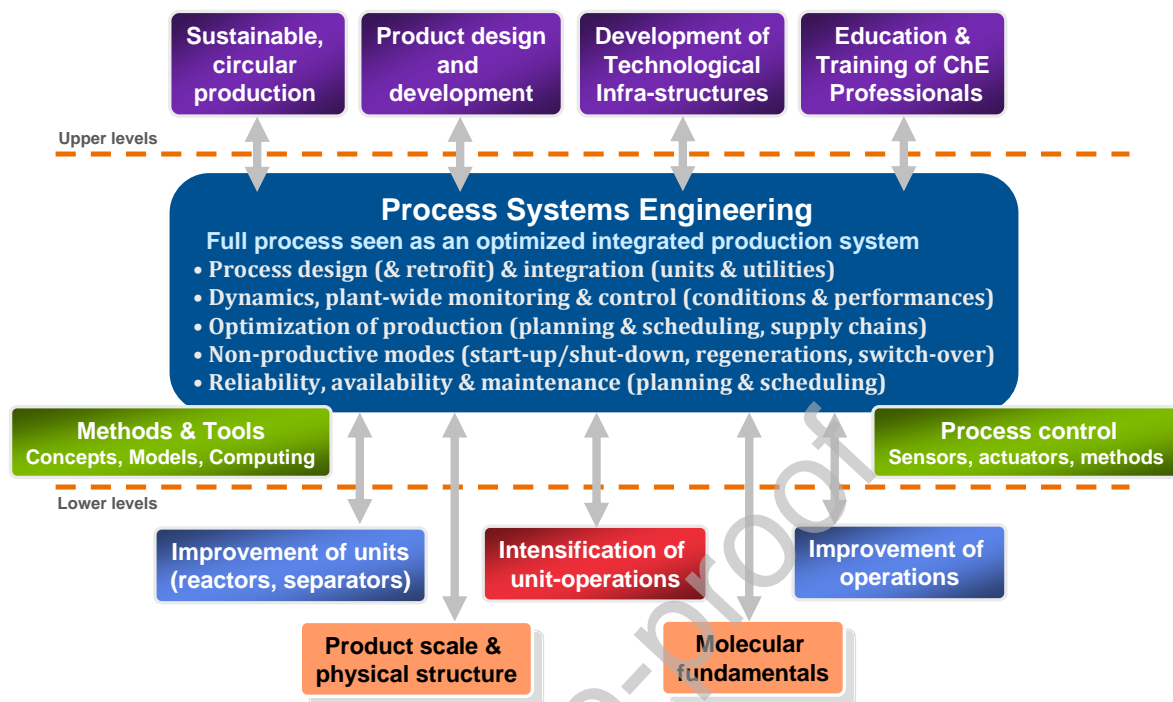 Sustainable,
circular
production
Product design
and
development
Development of
Technological
Infra-structures
Education &
Training of ChE
Professionals
Upper levels
Process Systems Engineering
Full process seen as an optimized integrated production system
• Process design (& retrofit) & integration (units & utilities)
• Dynamics, plant-wide monitoring & control (conditions & performances)
• Optimization of production (planning & scheduling, supply chains)
• Non-productive modes (start-up/shut-down, regenerations, switch-over)
• Reliability, availability & maintenance (planning & scheduling)
Methods & Tools
Concepts, Models, Computing
Process control
Sensors, actuators, methods
Lower levels
Improvement of units
(reactors, separators)
Intensification of
unit-operations
Improvement of
operations
Product scale &
physical structure
Molecular
fundamentals
-proof